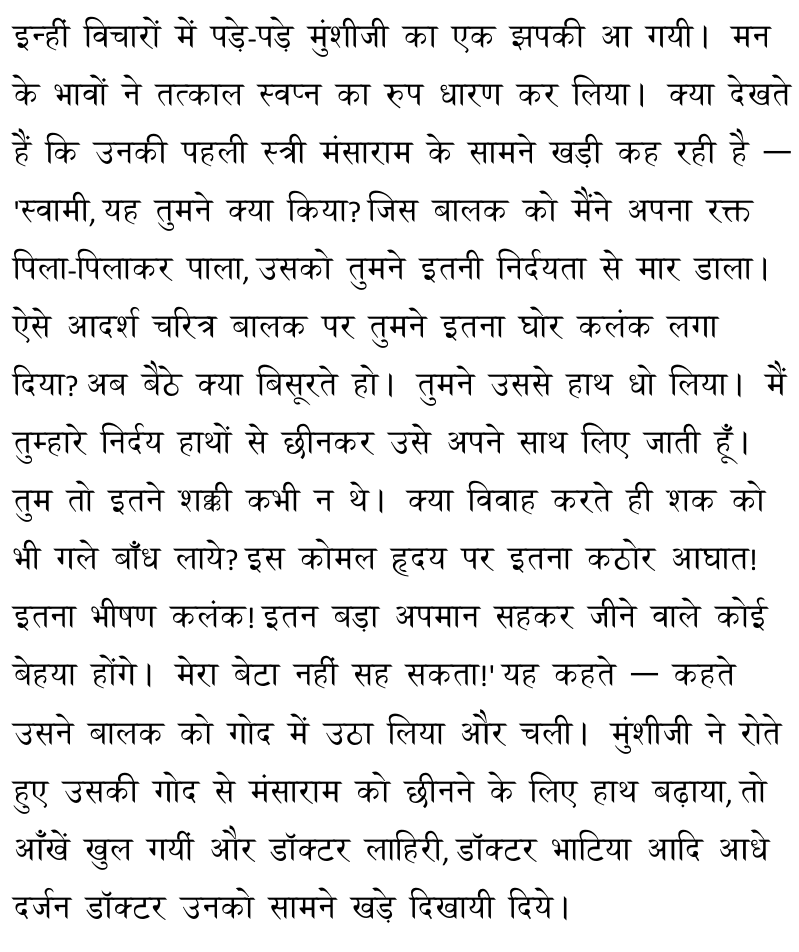 इन्हीं विचारों में पड़े-पड़े मुंशीजी का एक झपकी आ गयी। मन
के भावों ने तत्काल स्वप्न का रुप धारण कर लिया। क्या देखते
हैं कि उनकी पहली स्त्री मंसाराम के सामने खड़ी कह रही है —
'स्वामी, यह तुमने क्या किया? जिस बालक को मैंने अपना रक्त
पिला-पिलाकर पाला, उसको तुमने इतनी निर्दयता से मार डाला।
ऐसे आदर्श चरित्र बालक पर तुमने इतना घोर कलंक लगा
दिया? अब बैठे क्या बिसूरते हो। तुमने उससे हाथ धो लिया। मैं
तुम्हारे निर्दय हाथों से छीनकर उसे अपने साथ लिए जाती हूँ।
तुम तो इतने शक्की कभी न थे। क्या विवाह करते ही शक को
भी गले बाँध लाये? इस कोमल हृदय पर इतना कठोर आघात!
इतना भीषण कलंक! इतन बड़ा अपमान सहकर जीने वाले कोई
बेहया होंगे। मेरा बेटा नहीं सह सकता!' यह कहते — कहते
उसने बालक को गोद में उठा लिया और चली। मुंशीजी ने रोते
हुए उसकी गोद से मंसाराम को छीनने के लिए हाथ बढ़ाया, तो
आँखें खुल गयीं और डॉक्टर लाहिरी, डॉक्टर भाटिया आदि आधे
दर्जन डॉक्टर उनको सामने खड़े दिखायी दिये।